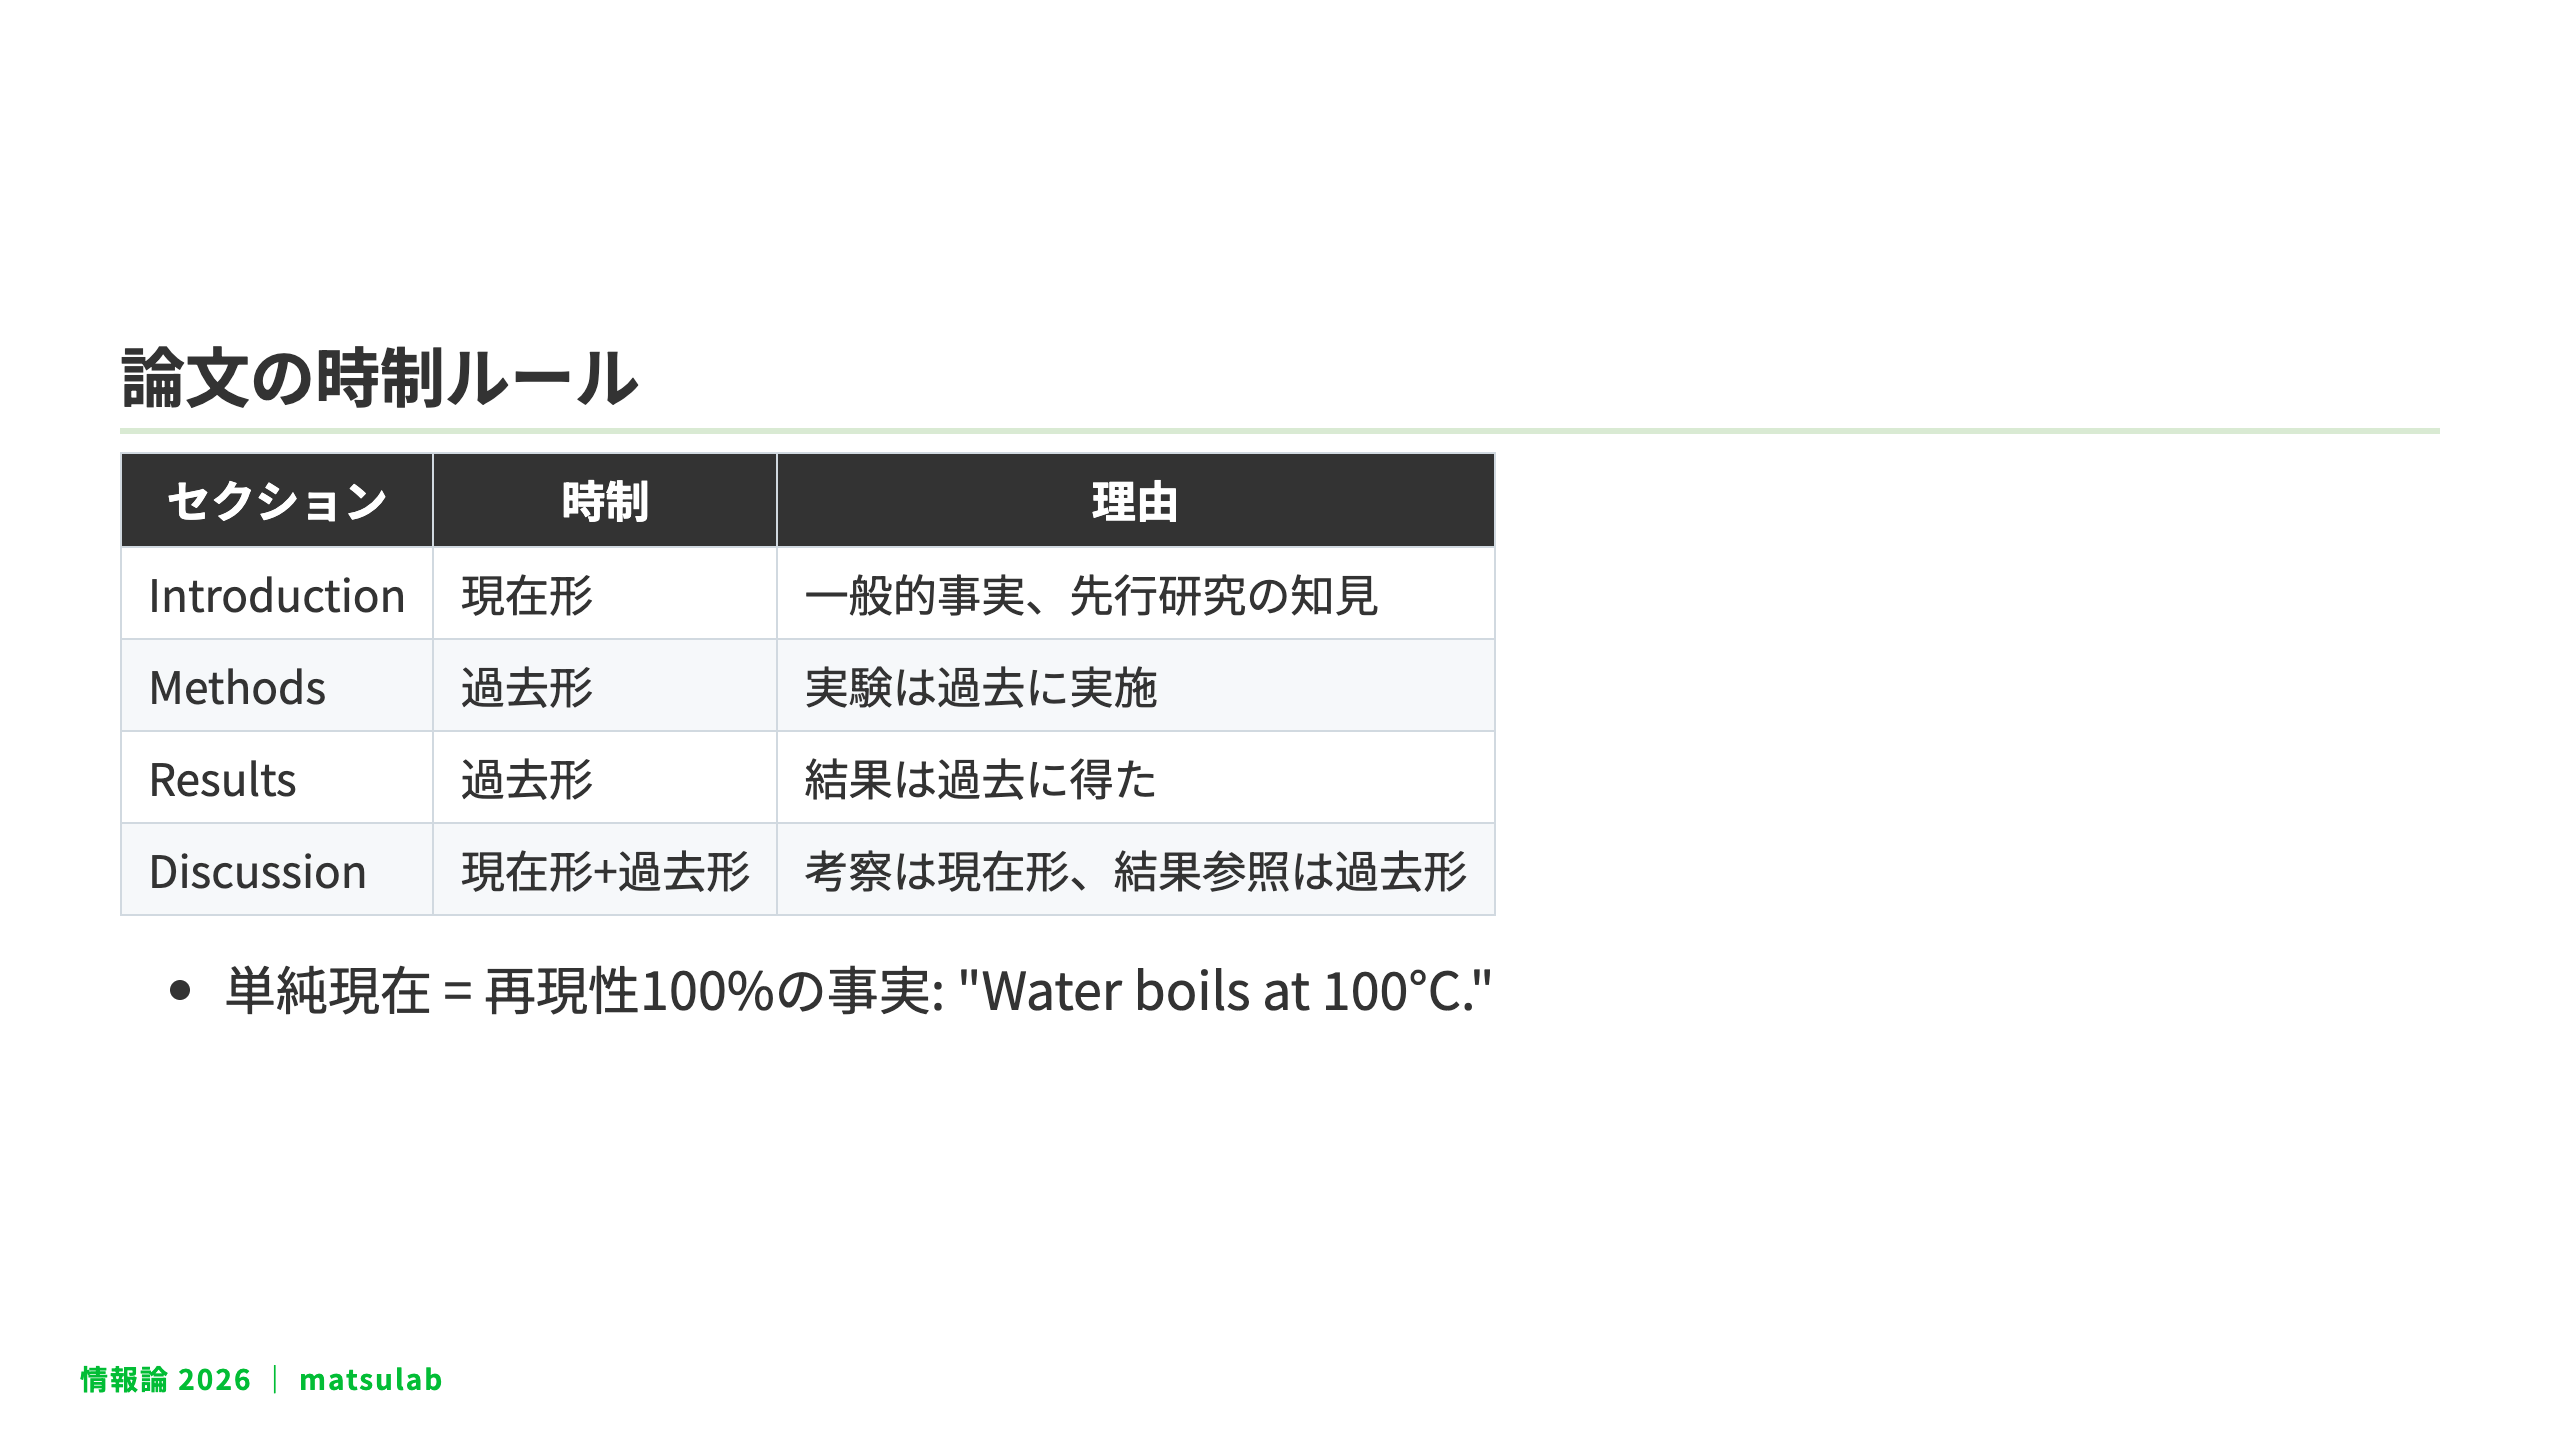 論文の時制ルール
セクション 時制 理由
Introduction 現在形 一般的事実、先行研究の知見
Methods 過去形 実験は過去に実施
Results 過去形 結果は過去に得た
Discussion 現在形+過去形 考察は現在形、結果参照は過去形
• 単純現在 = 再現性100%の事実: "Water boils at 100°C."
情報論 2026 ｜ matsulab